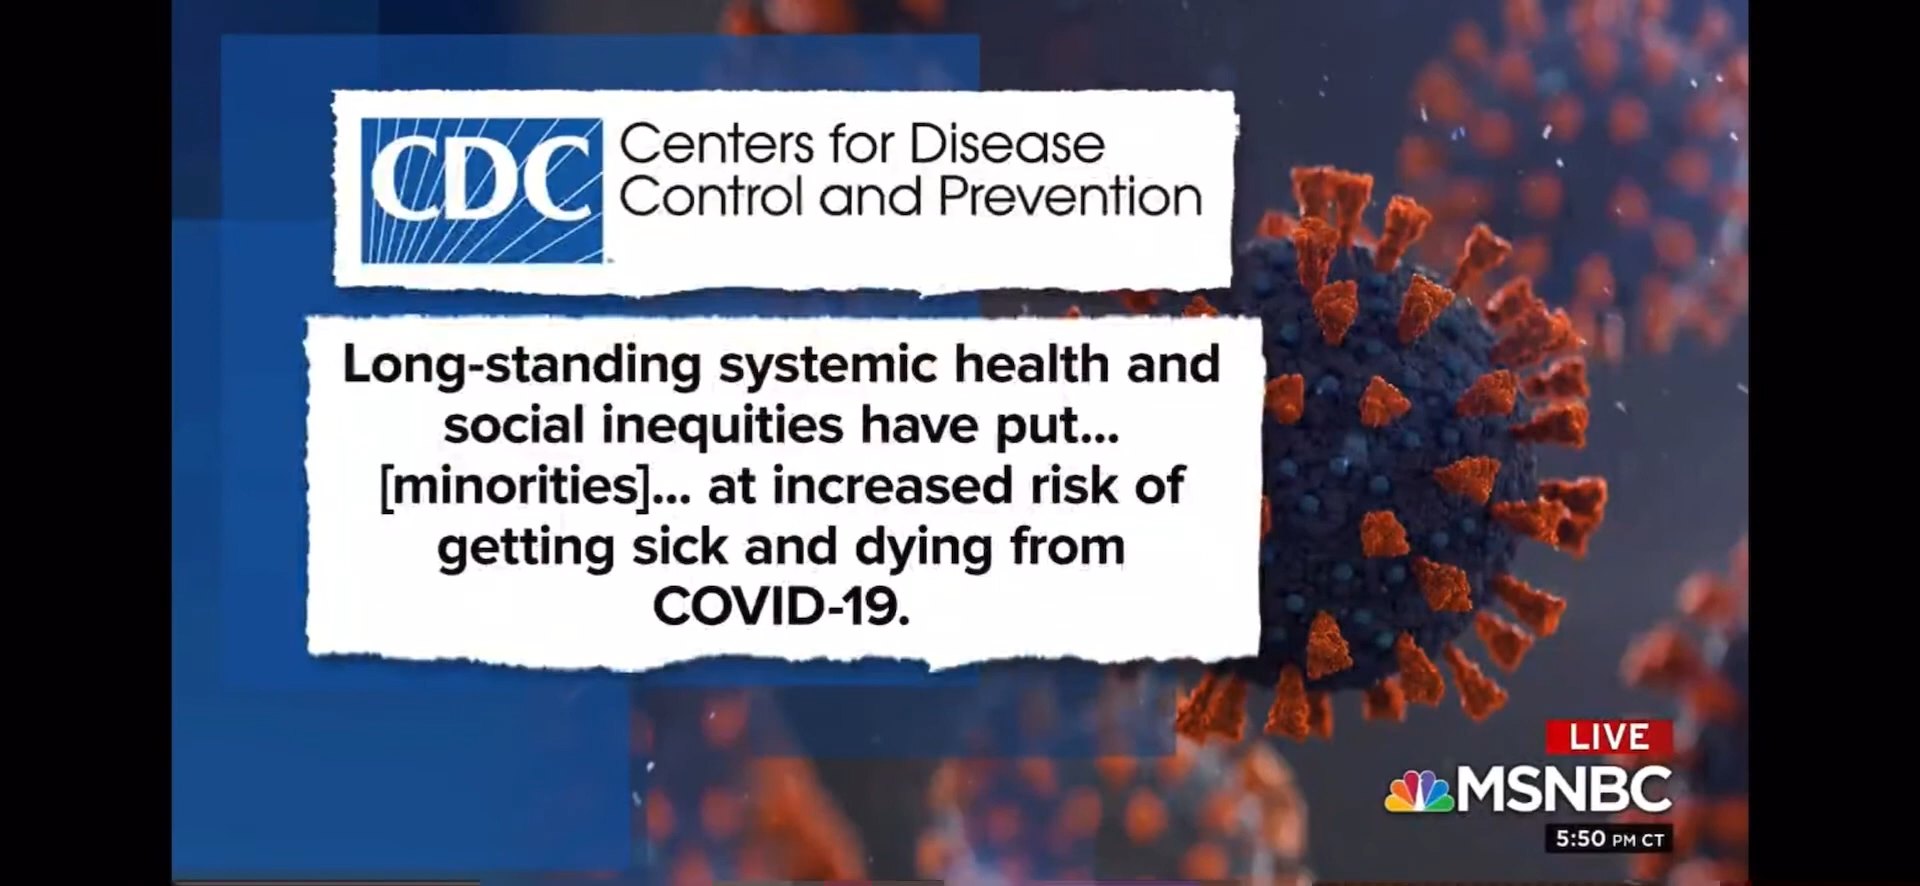 CDC
Centers for Disease
Control and Prevention
Long-standing systemic health and
social inequities have put...
[minorities]... at increased risk of
getting sick and dying from
COVID-19.
LIVE
MSNBC
5:50 PM CT